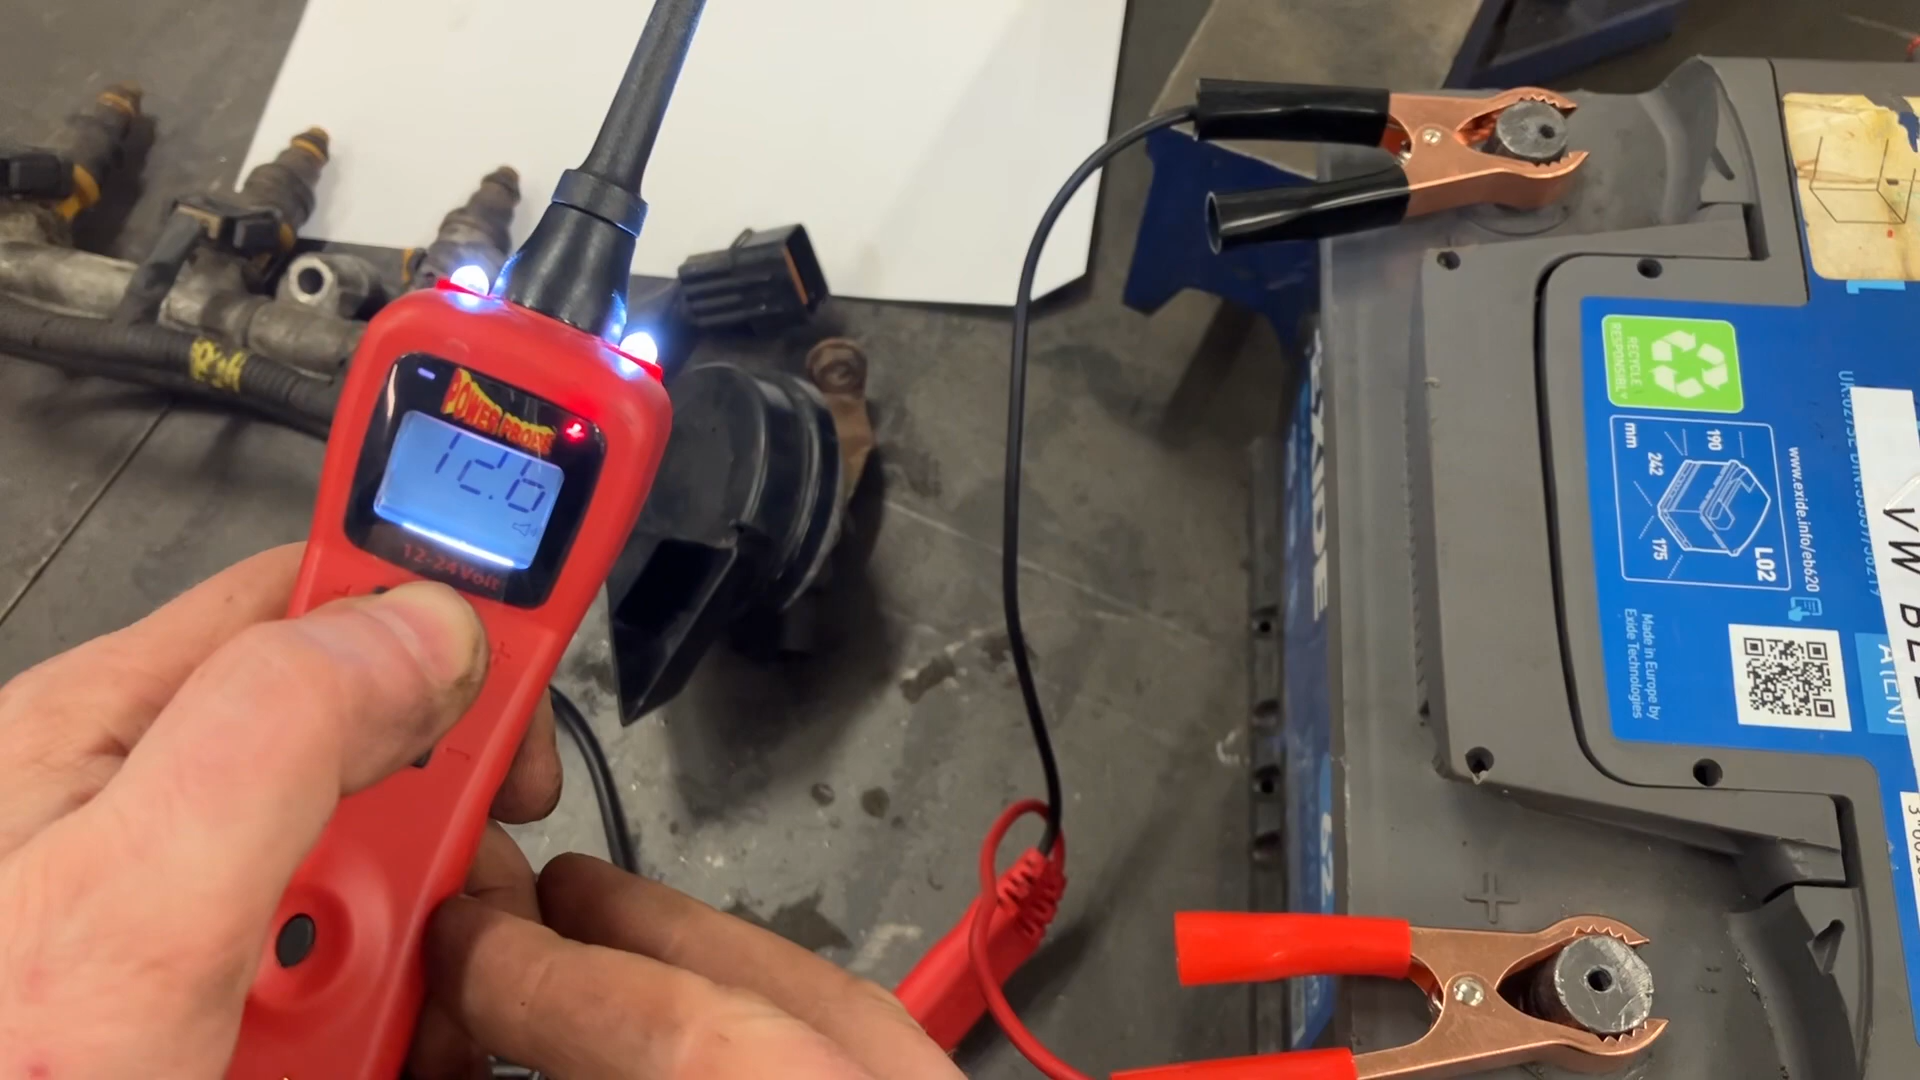 POWER PROBE
12.6
12-24 Volt
+
EXIDE
RECYCLE
RESPONSIBLY
mm
190
242
175
L02
www.exide.info/eb620
Made in Europe by
Exide Technologies
A(EN)
VW
+